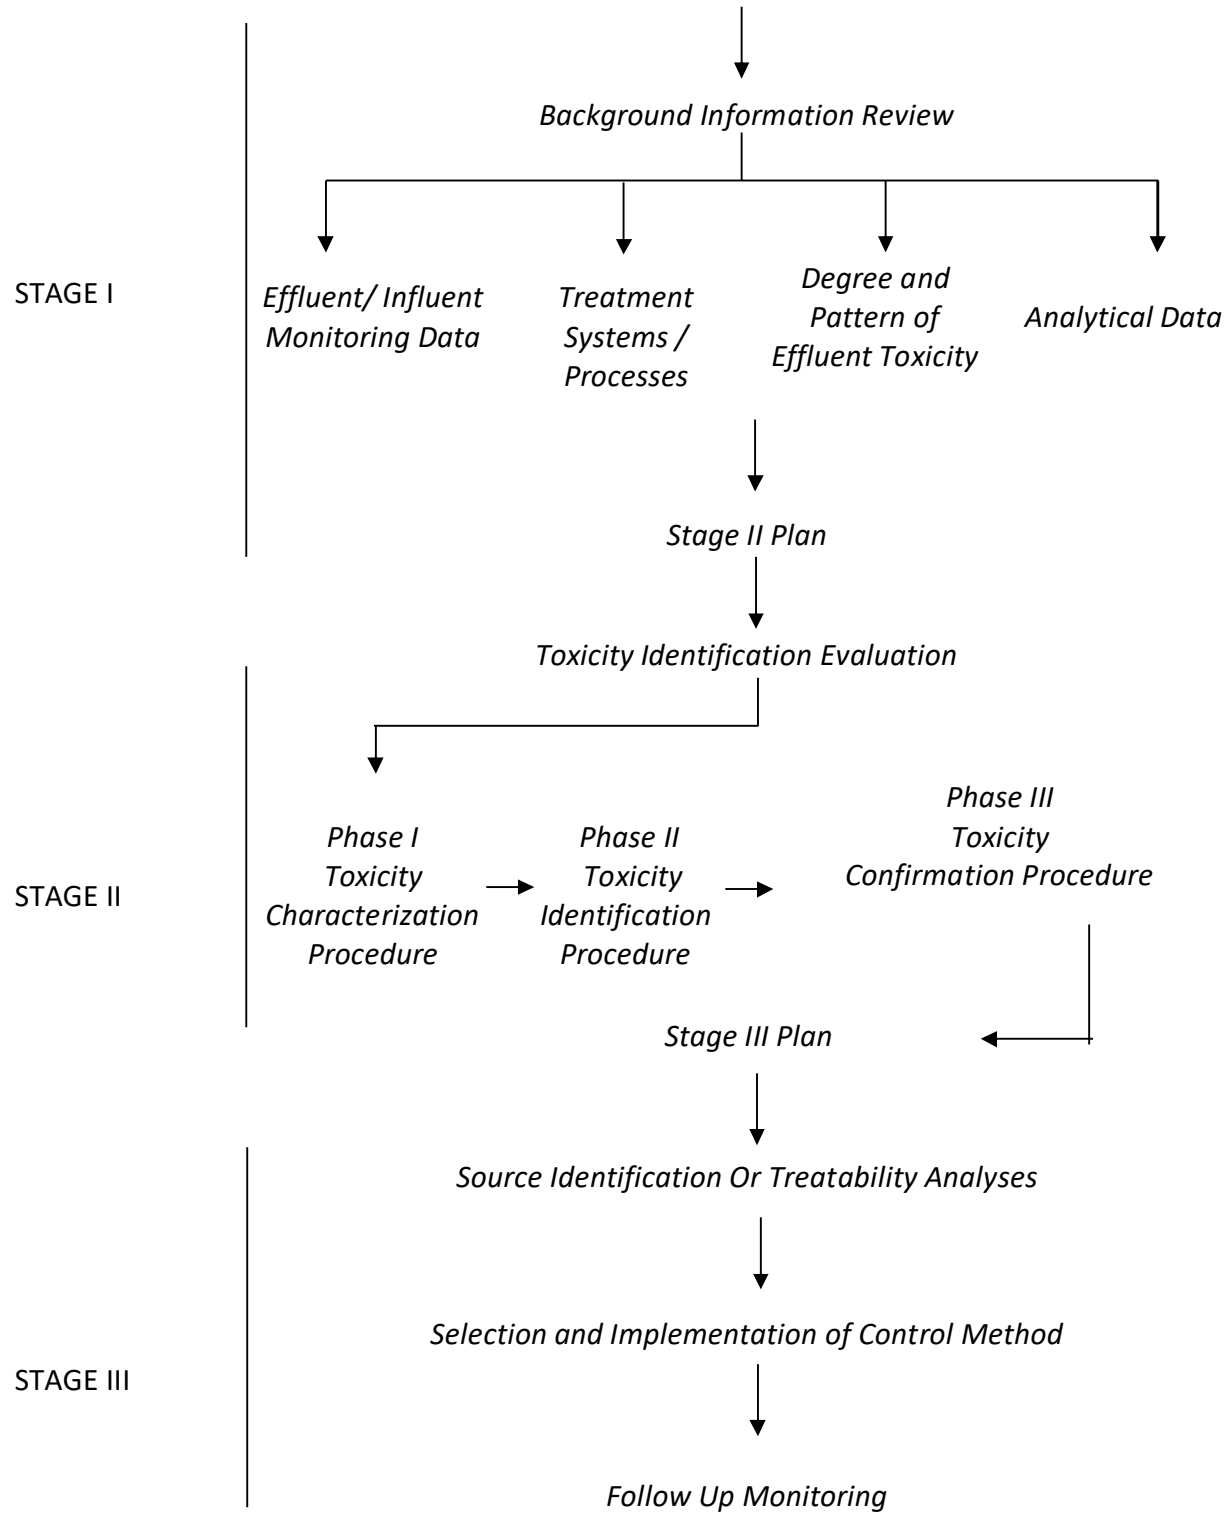 Background Information Review
STAGE I
Effluent/ Influent
Monitoring Data
Treatment
Systems /
Processes
Degree and
Pattern of
Effluent Toxicity
Analytical Data
Stage II Plan
Toxicity Identification Evaluation
STAGE II
Phase I
Toxicity
Characterization
Procedure
Phase II
Toxicity
Identification
Procedure
Phase III
Toxicity
Confirmation Procedure
Stage III Plan
Source Identification Or Treatability Analyses
Selection and Implementation of Control Method
STAGE III
Follow Up Monitoring